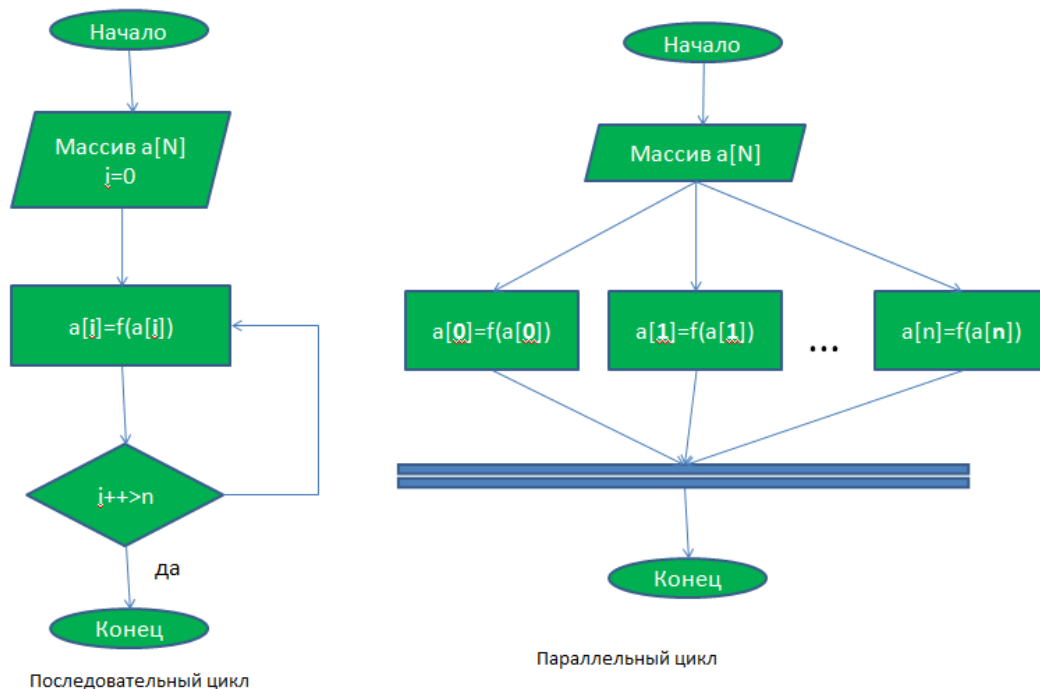 Начало
Массив a[N]
i=0
a[i]=f(a[i])
i++>n
да
Конец
Последовательный цикл
Начало
Массив a[N]
a[0]=f(a[0])
a[1]=f(a[1])
...
a[n]=f(a[n])
Конец
Параллельный цикл